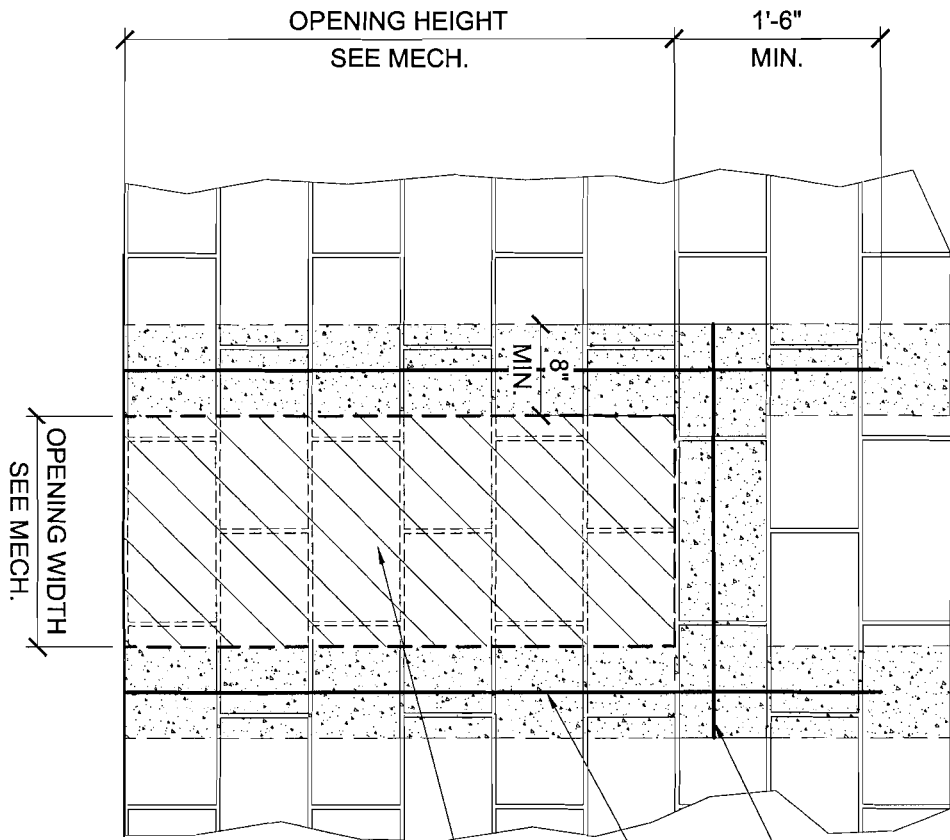 OPENING HEIGHT
SEE MECH.
1'-6"
MIN.
8"
MIN.
OPENING WIDTH
SEE MECH.